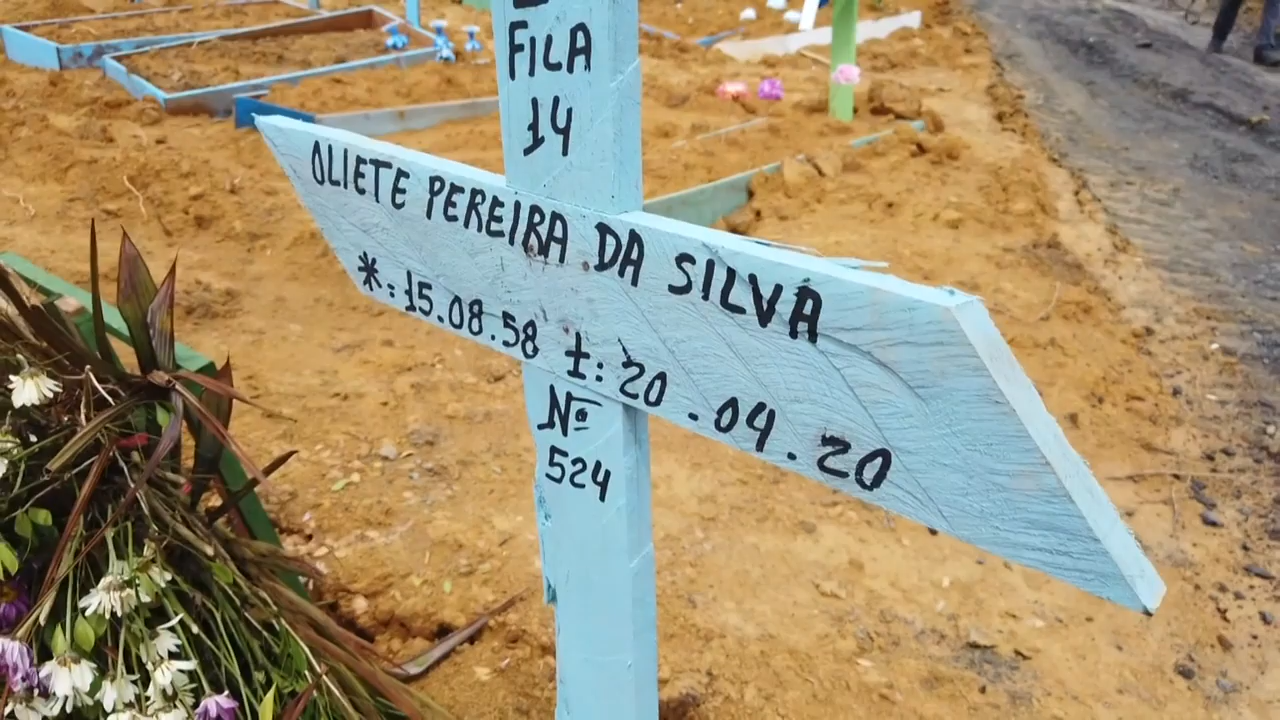 FILA
14
OLIETE PEREIRA DA SILVA
*:15.08.58 ‡: 20.04.20
Nº
524